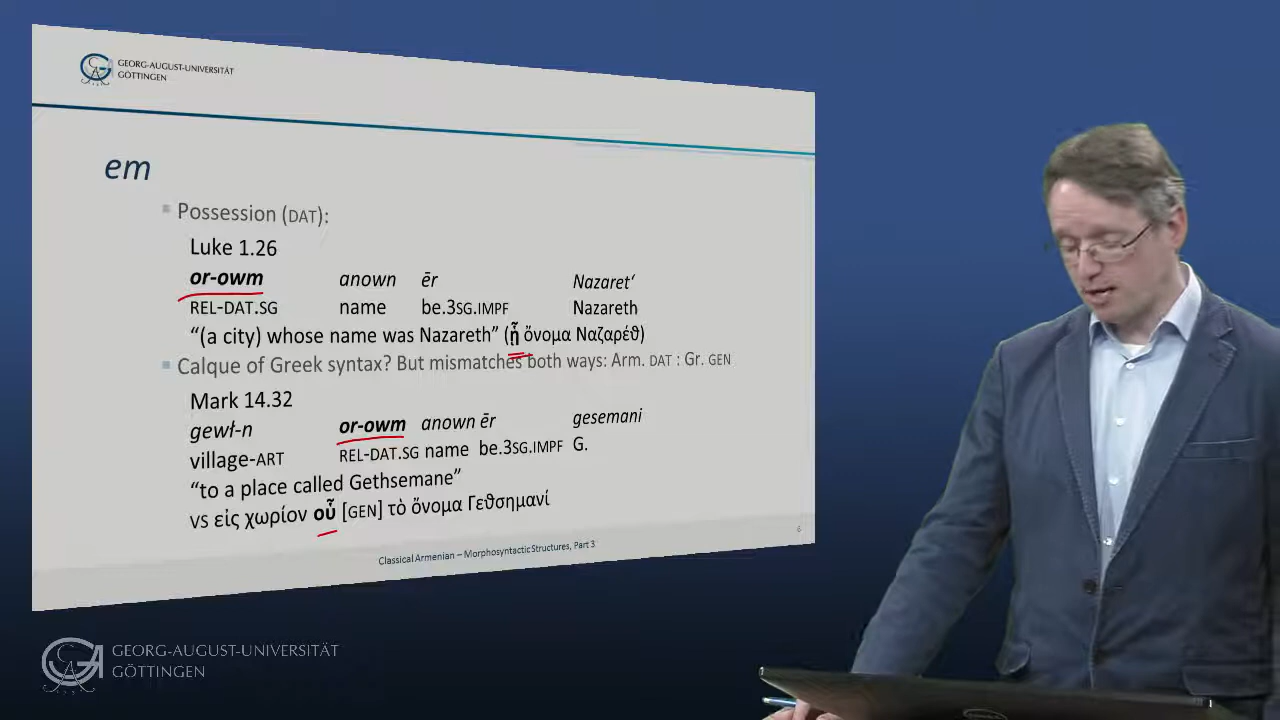 GEORG-AUGUST-UNIVERSITÄT
GÖTTINGEN
em
Possession (DAT):
Luke 1.26
or-owm anown ēr Nazaretʻ
REL-DAT.SG name be.3SG.IMPF Nazareth
“(a city) whose name was Nazareth” (ᾗ ὄνομα Ναζαρέθ)
Calque of Greek syntax? But mismatches both ways: Arm. DAT : Gr. GEN
Mark 14.32
gewł-n or-owm anown ēr gesemani
village-ART REL-DAT.SG name be.3SG.IMPF G.
“to a place called Gethsemane”
VS εἰς χωρίον οὗ [GEN] τὸ ὄνομα Γεθσημανί
Classical Armenian – Morphosyntactic Structures, Part 3
6
GEORG-AUGUST-UNIVERSITÄT
GÖTTINGEN